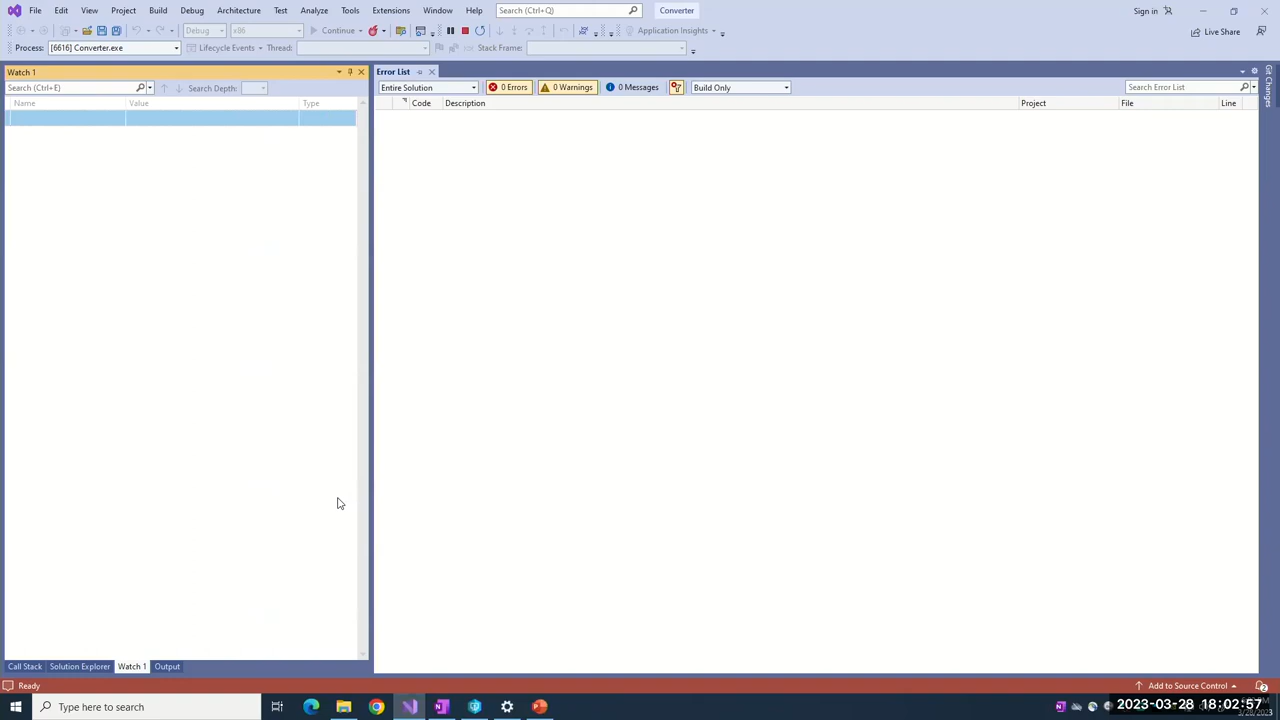 File Edit View Project Build Debug Architecture Test Analyze Tools Extensions Window Help Search (Ctrl+Q) Converter Sign in
Debug x86 Continue Application Insights Live Share
Process: [6616] Converter.exe Lifecycle Events Thread: Stack Frame:
Watch 1 Error List
Search (Ctrl+E) Search Depth: Entire Solution 0 Errors 0 Warnings 0 Messages Build Only Search Error List
Name Value Type Code Description Project File Line
Git Changes
Call Stack Solution Explorer Watch 1 Output
Ready Add to Source Control 2
Type here to search 2023-03-28 18:02:57